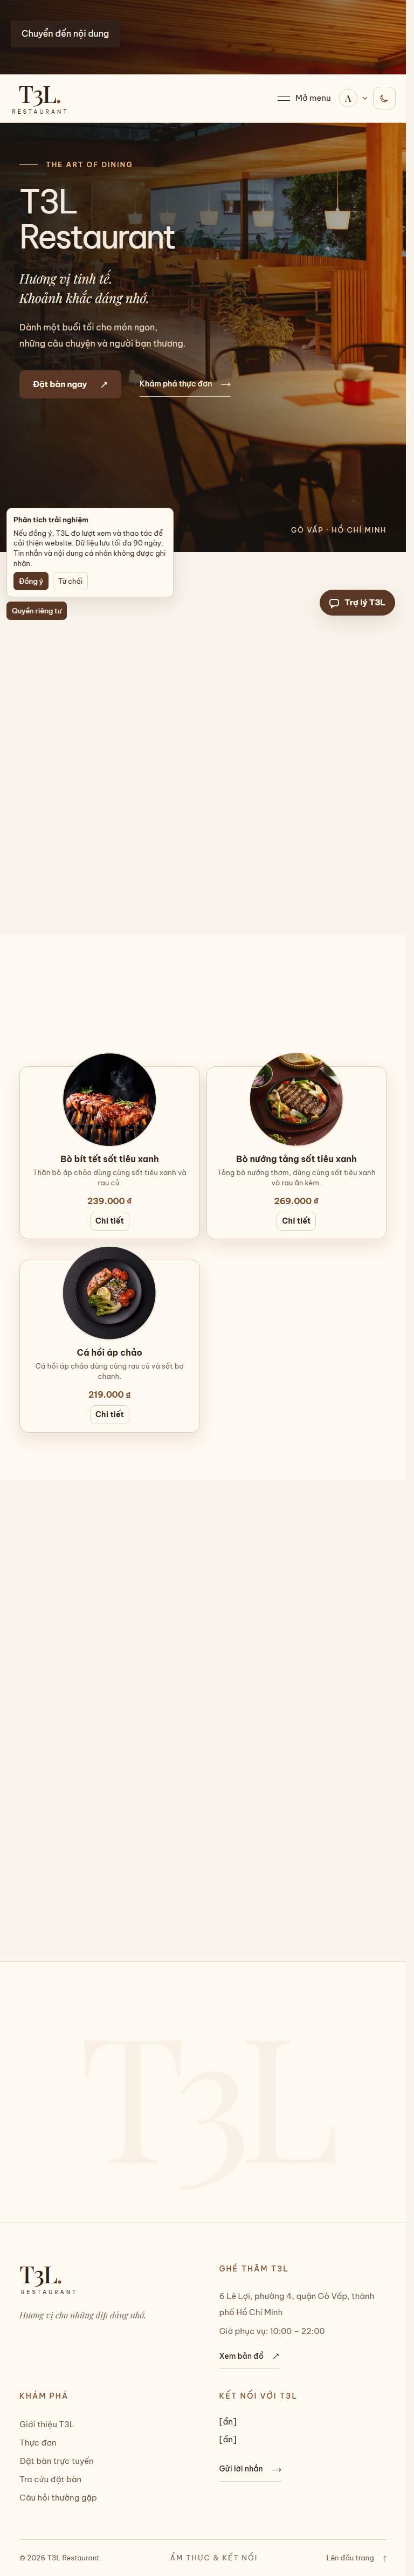 Chuyển đến nội dung
T3L.
RESTAURANT
Mở menu
A
THE ART OF DINING
T3L
Restaurant
Hương vị tinh tế.
Khoảnh khắc đáng nhớ.
Dành một buổi tối cho món ngon,
những câu chuyện và người bạn thương.
Đặt bàn ngay ↗
Khám phá thực đơn →
GÒ VẤP · HỒ CHÍ MINH
Phân tích trải nghiệm
Nếu đồng ý, T3L đo lượt xem và thao tác để
cải thiện website. Dữ liệu lưu tối đa 90 ngày.
Tin nhắn và nội dung cá nhân không được ghi
nhận.
Đồng ý
Từ chối
Quyền riêng tư
Trợ lý T3L
Bò bít tết sốt tiêu xanh
Thăn bò áp chảo dùng cùng sốt tiêu xanh và
rau củ.
239.000 ₫
Chi tiết
Bò nướng tảng sốt tiêu xanh
Tảng bò nướng thơm, dùng cùng sốt tiêu xanh
và rau ăn kèm.
269.000 ₫
Chi tiết
Cá hồi áp chảo
Cá hồi áp chảo dùng cùng rau củ và sốt bơ
chanh.
219.000 ₫
Chi tiết
T3L
T3L.
RESTAURANT
Hương vị cho những dịp đáng nhớ.
GHÉ THĂM T3L
6 Lê Lợi, phường 4, quận Gò Vấp, thành
phố Hồ Chí Minh
Giờ phục vụ: 10:00 – 22:00
Xem bản đồ ↗
KHÁM PHÁ
Giới thiệu T3L
Thực đơn
Đặt bàn trực tuyến
Tra cứu đặt bàn
Câu hỏi thường gặp
KẾT NỐI VỚI T3L
[ẩn]
[ẩn]
Gửi lời nhắn →
© 2026 T3L Restaurant.
ẨM THỰC & KẾT NỐI
Lên đầu trang ↑